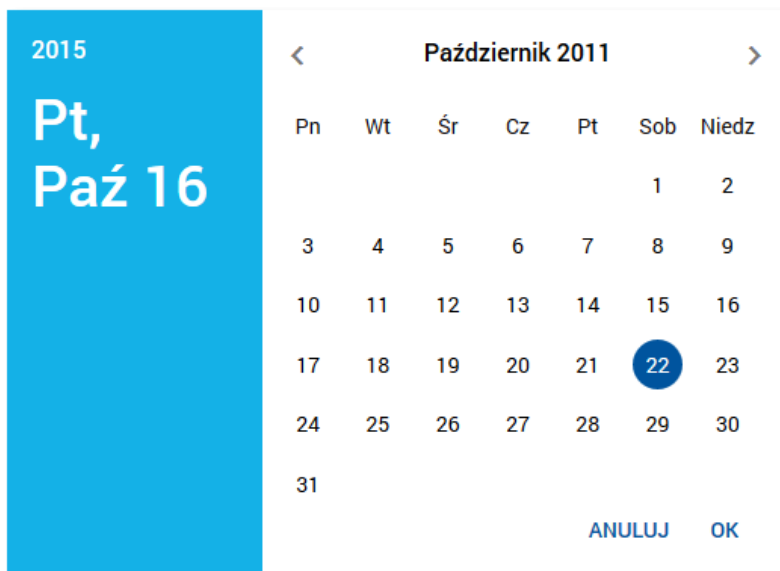 2015
Pt,
Paź 16
Październik 2011
Pn Wt Śr Cz Pt Sob Niedz
1 2
3 4 5 6 7 8 9
10 11 12 13 14 15 16
17 18 19 20 21 22 23
24 25 26 27 28 29 30
31
ANULUJ OK